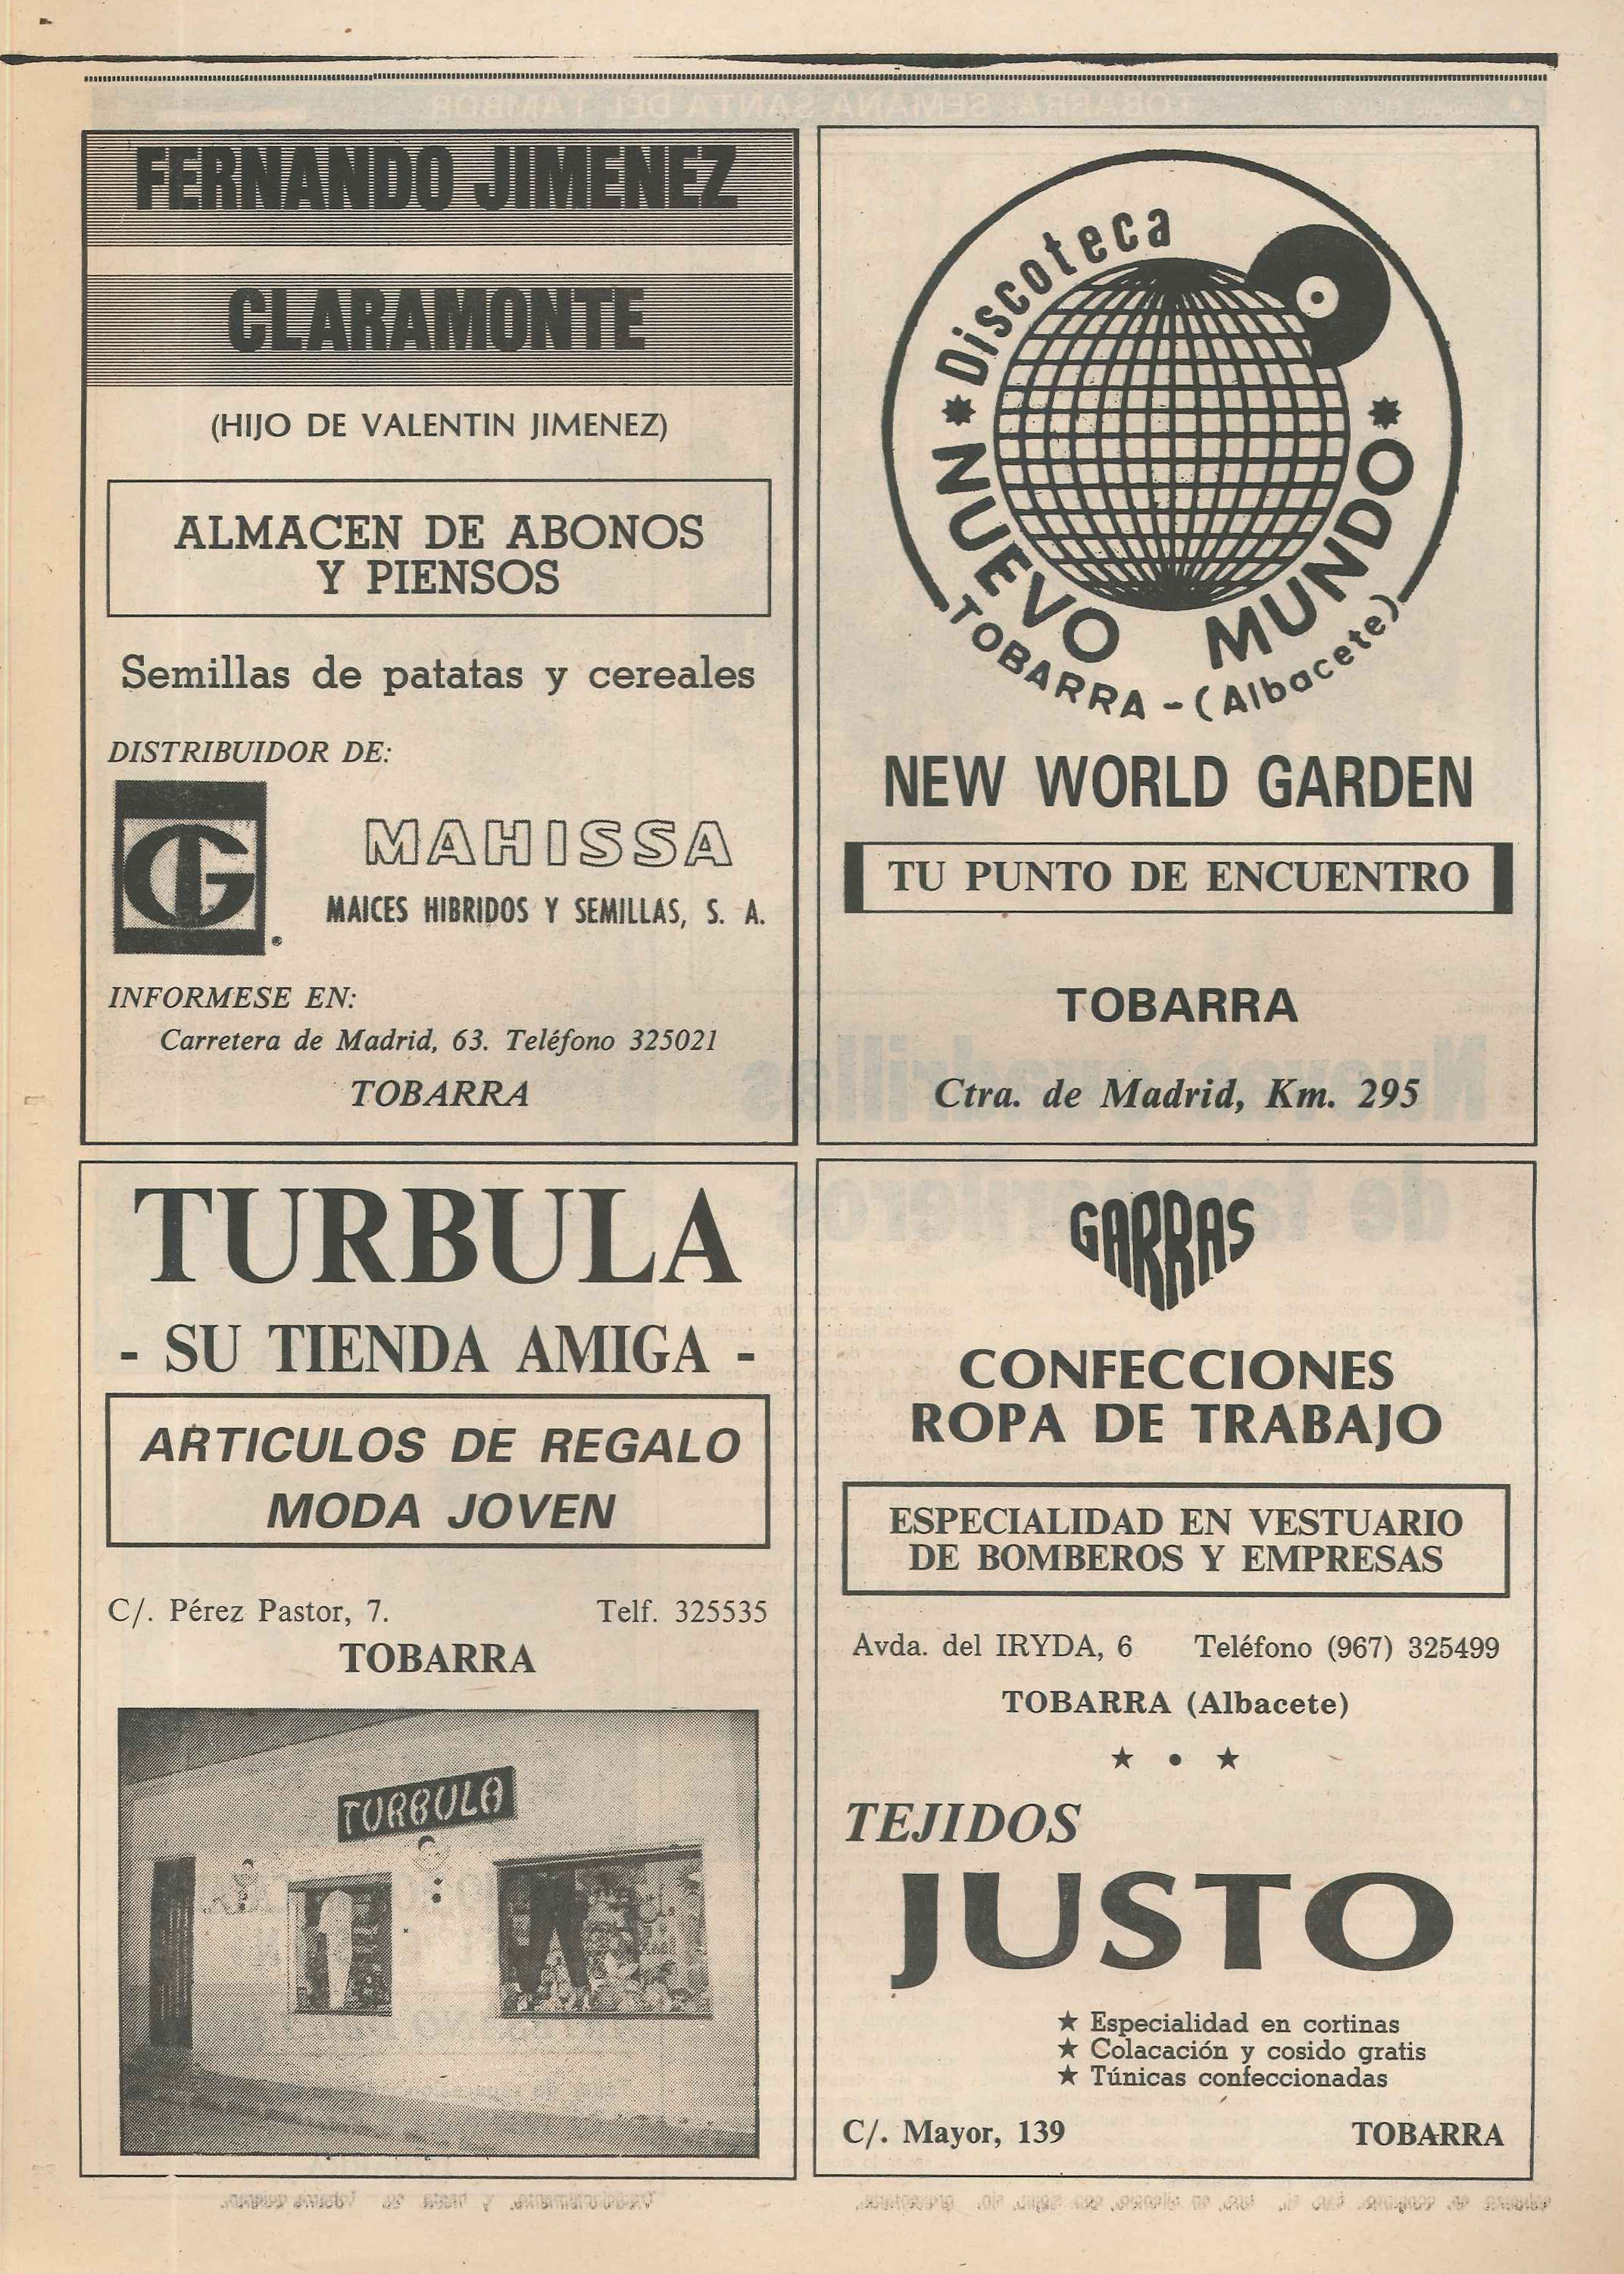 FERNANDO JIMENEZ
CLARAMONTE
(HIJO DE VALENTIN JIMENEZ)
ALMACEN DE ABONOS
Y PIENSOS
Semillas de patatas y cereales
DISTRIBUIDOR DE:
MAHISSA
MAICES HIBRIDOS Y SEMILLAS, S. A.
INFORMESE EN:
Carretera de Madrid, 63. Teléfono 325021
TOBARRA
Discoteca
NUEVO MUNDO
TOBARRA - (Albacete)
NEW WORLD GARDEN
TU PUNTO DE ENCUENTRO
TOBARRA
Ctra. de Madrid, Km. 295
TURBULA
- SU TIENDA AMIGA -
ARTICULOS DE REGALO
MODA JOVEN
C/. Pérez Pastor, 7. Telf. 325535
TOBARRA
TURBULA
GARRAS
CONFECCIONES
ROPA DE TRABAJO
ESPECIALIDAD EN VESTUARIO
DE BOMBEROS Y EMPRESAS
Avda. del IRYDA, 6 Teléfono (967) 325499
TOBARRA (Albacete)
★ • ★
TEJIDOS
JUSTO
★ Especialidad en cortinas
★ Colacación y cosido gratis
★ Túnicas confeccionadas
C/. Mayor, 139 TOBARRA